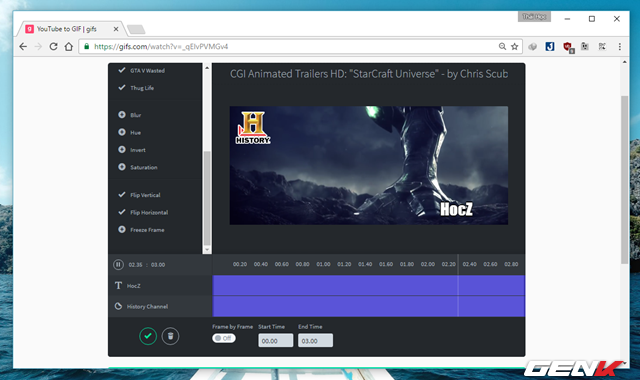 YouTube to GIF | gifs
https://gifs.com/watch?v=_qEIvPVMGv4
GTA V Wasted
Thug Life
Blur
Hue
Invert
Saturation
Flip Vertical
Flip Horizontal
Freeze Frame
CGI Animated Trailers HD: "StarCraft Universe" - by Chris Scub
H
HISTORY
HocZ
02.35 : 03.00
00.20 00.40 00.60 00.80 01.00 01.20 01.40 01.60 01.80 02.00 02.20 02.40 02.60 02.80
T HocZ
History Channel
Frame by Frame Start Time End Time
Off 00.00 03.00
GENK